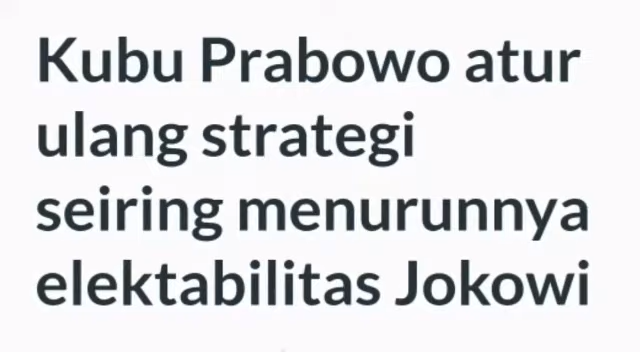 Kubu Prabowo atur
ulang strategi
seiring menurunnya
elektabilitas Jokowi